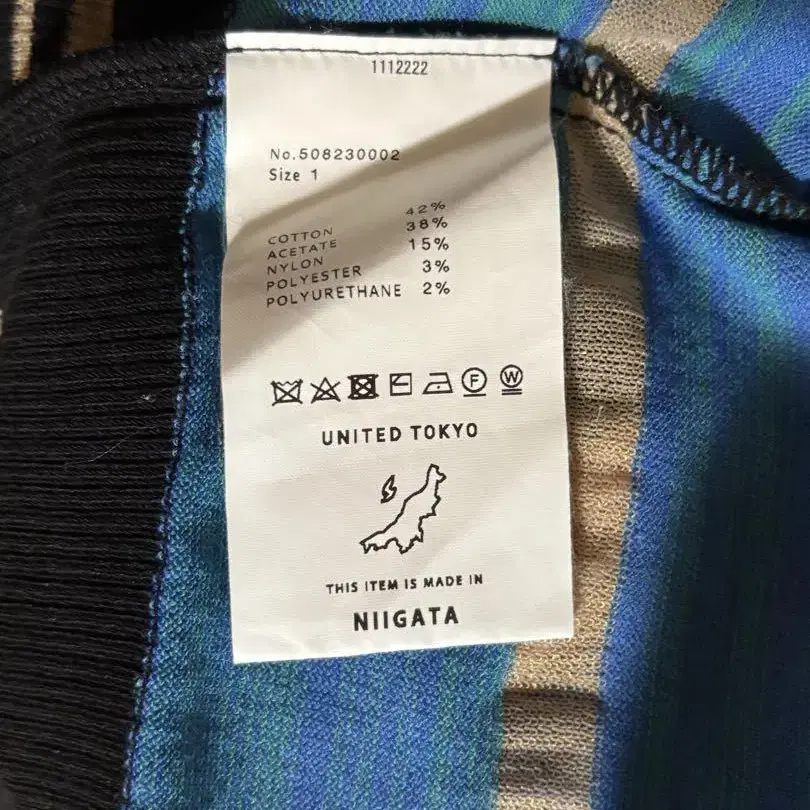 1112222
No.508230002
Size 1
COTTON 42%
ACETATE 38%
NYLON 15%
POLYESTER 3%
POLYURETHANE 2%
F W
UNITED TOKYO
THIS ITEM IS MADE IN
NIIGATA